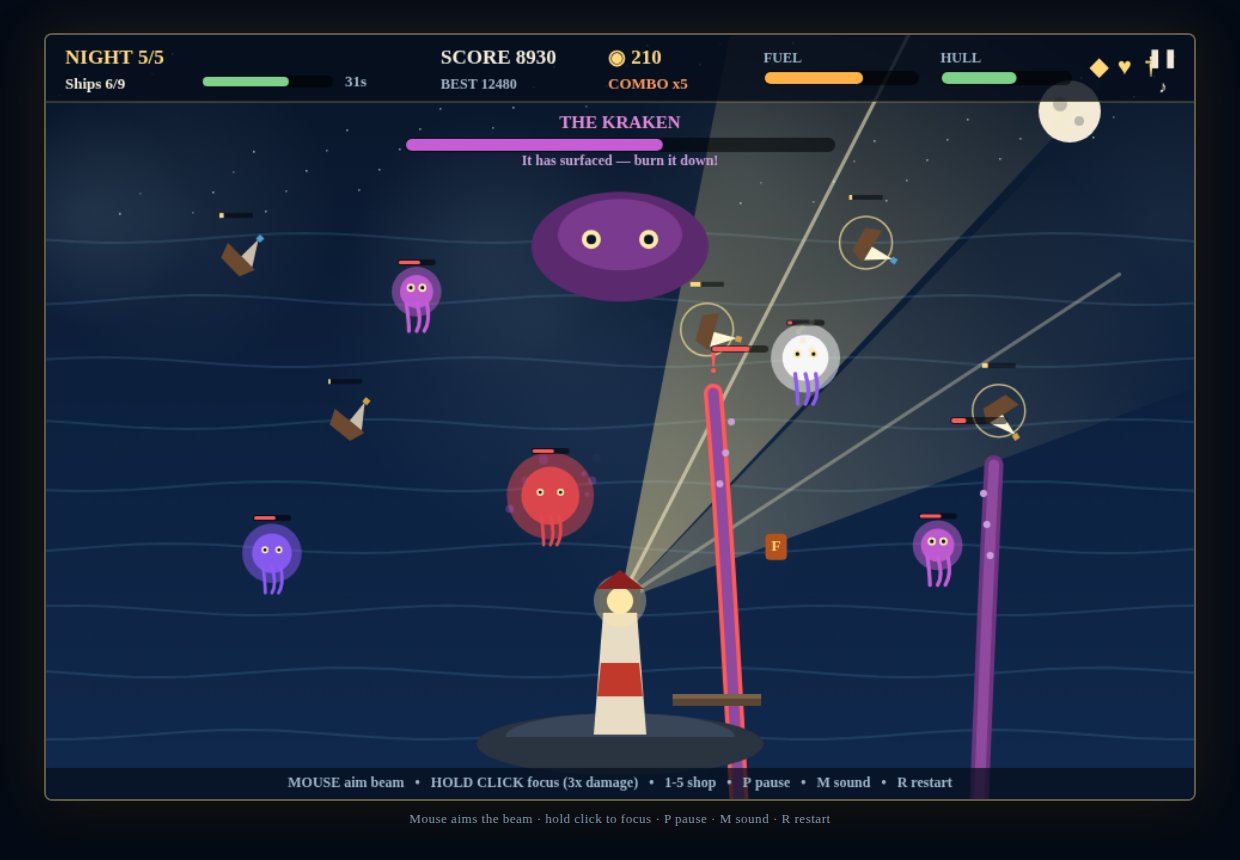 NIGHT 5/5
Ships 6/9
31s
SCORE 8930
BEST 12480
210
COMBO x5
FUEL
HULL
THE KRAKEN
It has surfaced — burn it down!
F
MOUSE aim beam • HOLD CLICK focus (3x damage) • 1-5 shop • P pause • M sound • R restart
Mouse aims the beam · hold click to focus · P pause · M sound · R restart